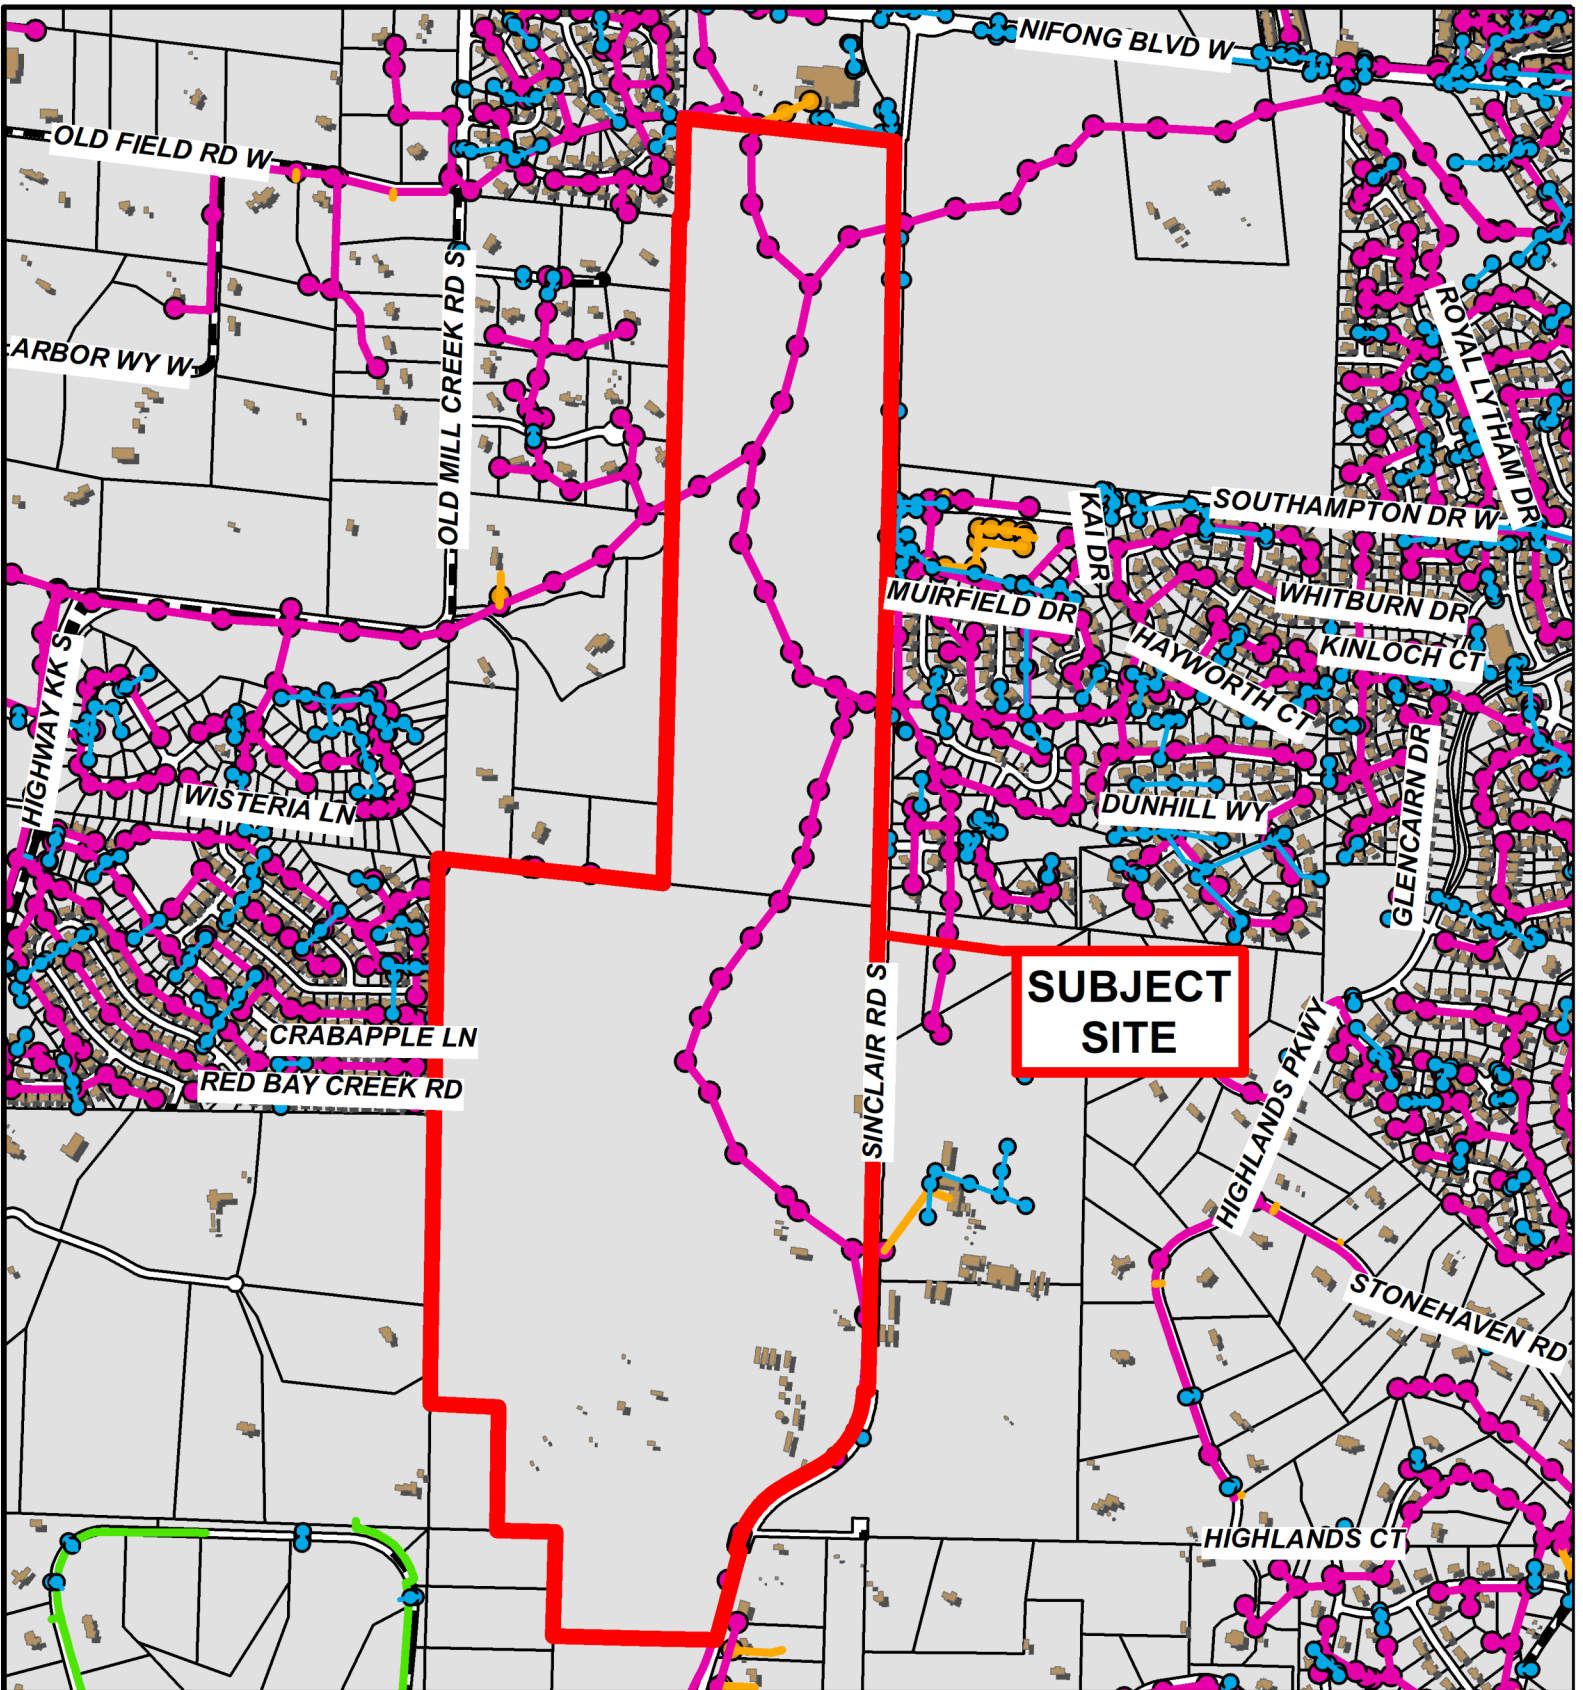 NIFONG BLVD W
OLD FIELD RD W
ARBOR WY W
OLD MILL CREEK RD S
ROYAL LYTHAM DR
SOUTHAMPTON DR W
KAI DR
MUIRFIELD DR
WHITBURN DR
KINLOCH CT
HAYWORTH CT
HIGHWAY KK S
WISTERIA LN
DUNHILL WY
GLENCAIRN DR
SUBJECT
SITE
SINCLAIR RD S
CRABAPPLE LN
RED BAY CREEK RD
HIGHLANDS PKWY
STONEHAVEN RD
HIGHLANDS CT